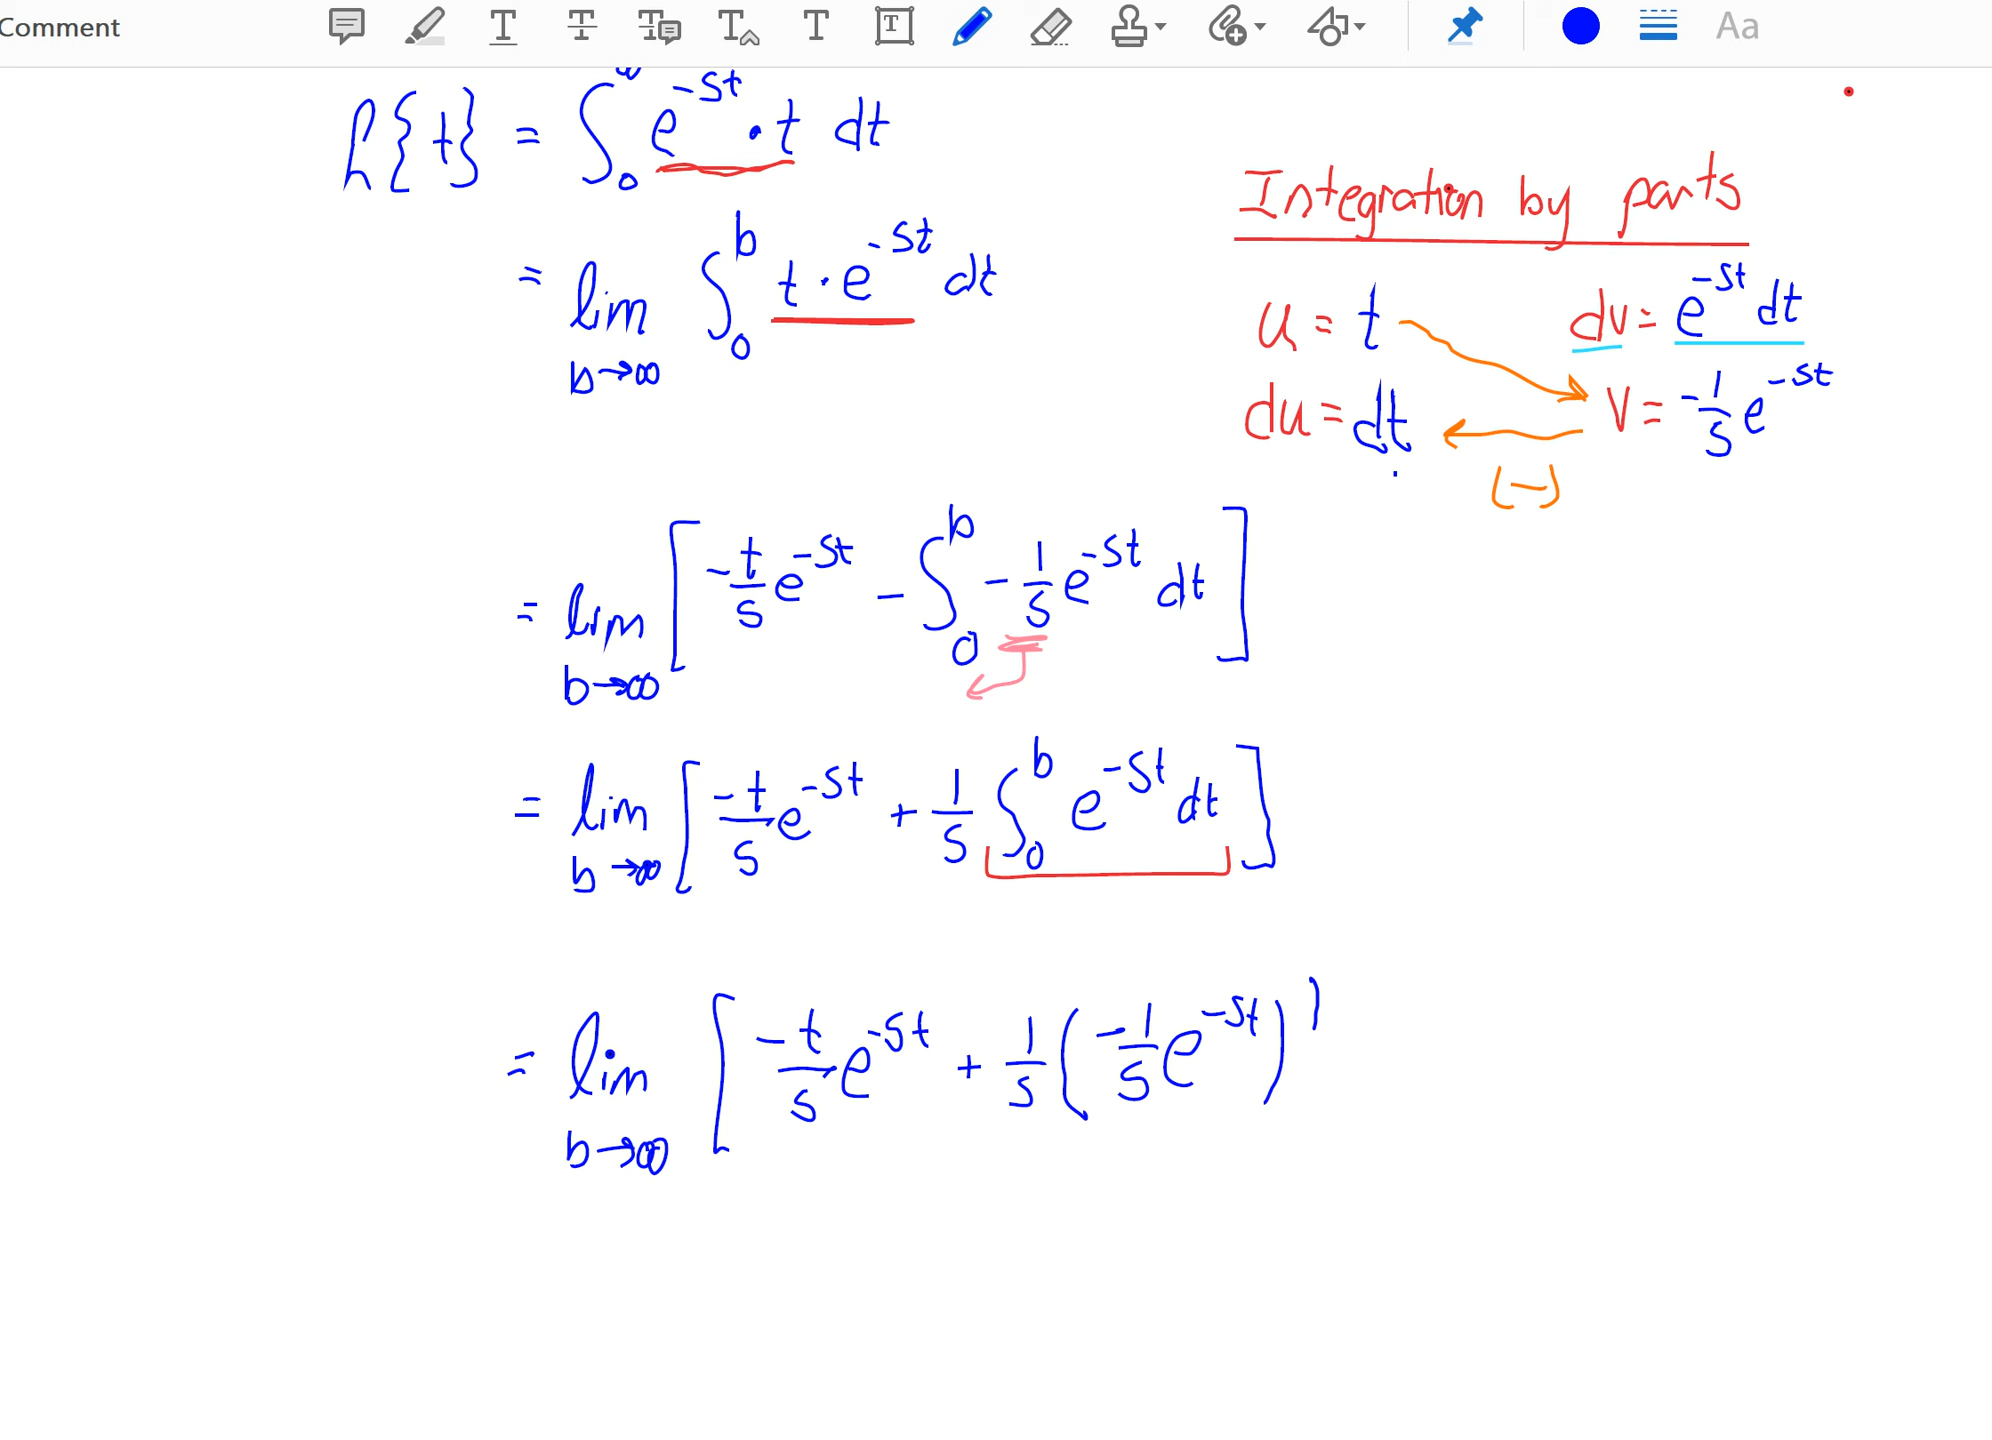 Comment
T T T T T T Aa
ℒ{t} = ∫₀^∞ e^{-st} · t dt
= lim_{b→∞} ∫₀^b t · e^{-st} dt
Integration by parts
u = t dv = e^{-st} dt
du = dt v = -1/s e^{-st}
(-)
= lim_{b→∞} [ -t/s e^{-st} - ∫₀^b -1/s e^{-st} dt ]
= lim_{b→∞} [ -t/s e^{-st} + 1/s ∫₀^b e^{-st} dt ]
= lim_{b→∞} [ -t/s e^{-st} + 1/s ( -1/s e^{-st} )